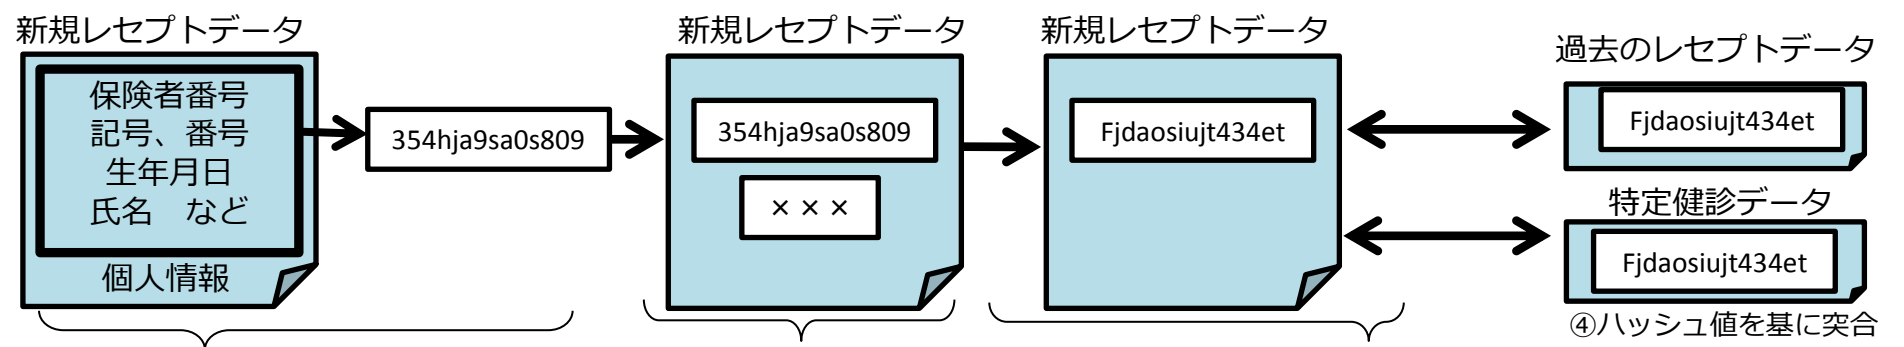 新規レセプトデータ
保険者番号
記号、番号
生年月日
氏名　など
個人情報
354hja9sa0s809
新規レセプトデータ
354hja9sa0s809
×××
新規レセプトデータ
Fjdaosiujt434et
過去のレセプトデータ
Fjdaosiujt434et
特定健診データ
Fjdaosiujt434et
④ハッシュ値を基に突合